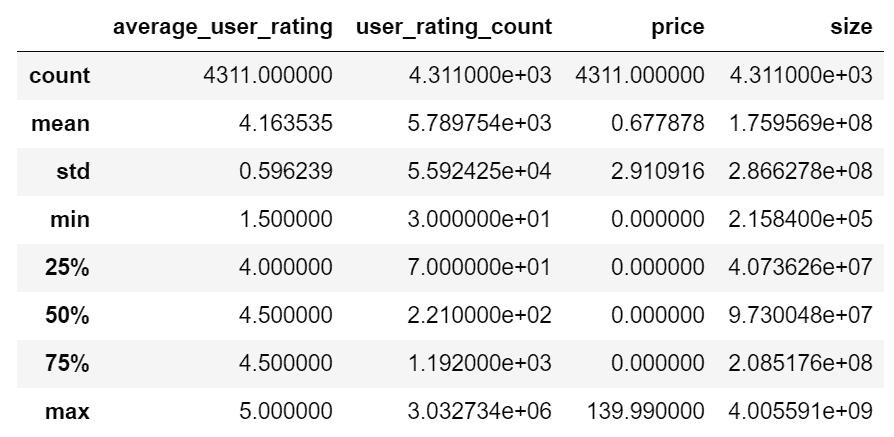 average_user_rating user_rating_count price size
count 4311.000000 4.311000e+03 4311.000000 4.311000e+03
mean 4.163535 5.789754e+03 0.677878 1.759569e+08
std 0.596239 5.592425e+04 2.910916 2.866278e+08
min 1.500000 3.000000e+01 0.000000 2.158400e+05
25% 4.000000 7.000000e+01 0.000000 4.073626e+07
50% 4.500000 2.210000e+02 0.000000 9.730048e+07
75% 4.500000 1.192000e+03 0.000000 2.085176e+08
max 5.000000 3.032734e+06 139.990000 4.005591e+09